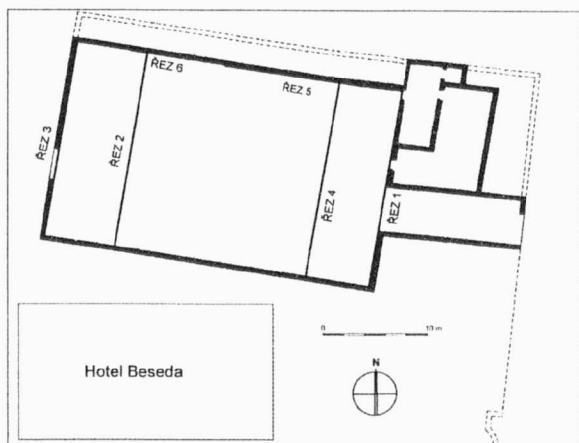 ŘEZ 6
ŘEZ 5
ŘEZ 3
ŘEZ 2
ŘEZ 4
ŘEZ 1
0 10 m
Hotel Beseda
N